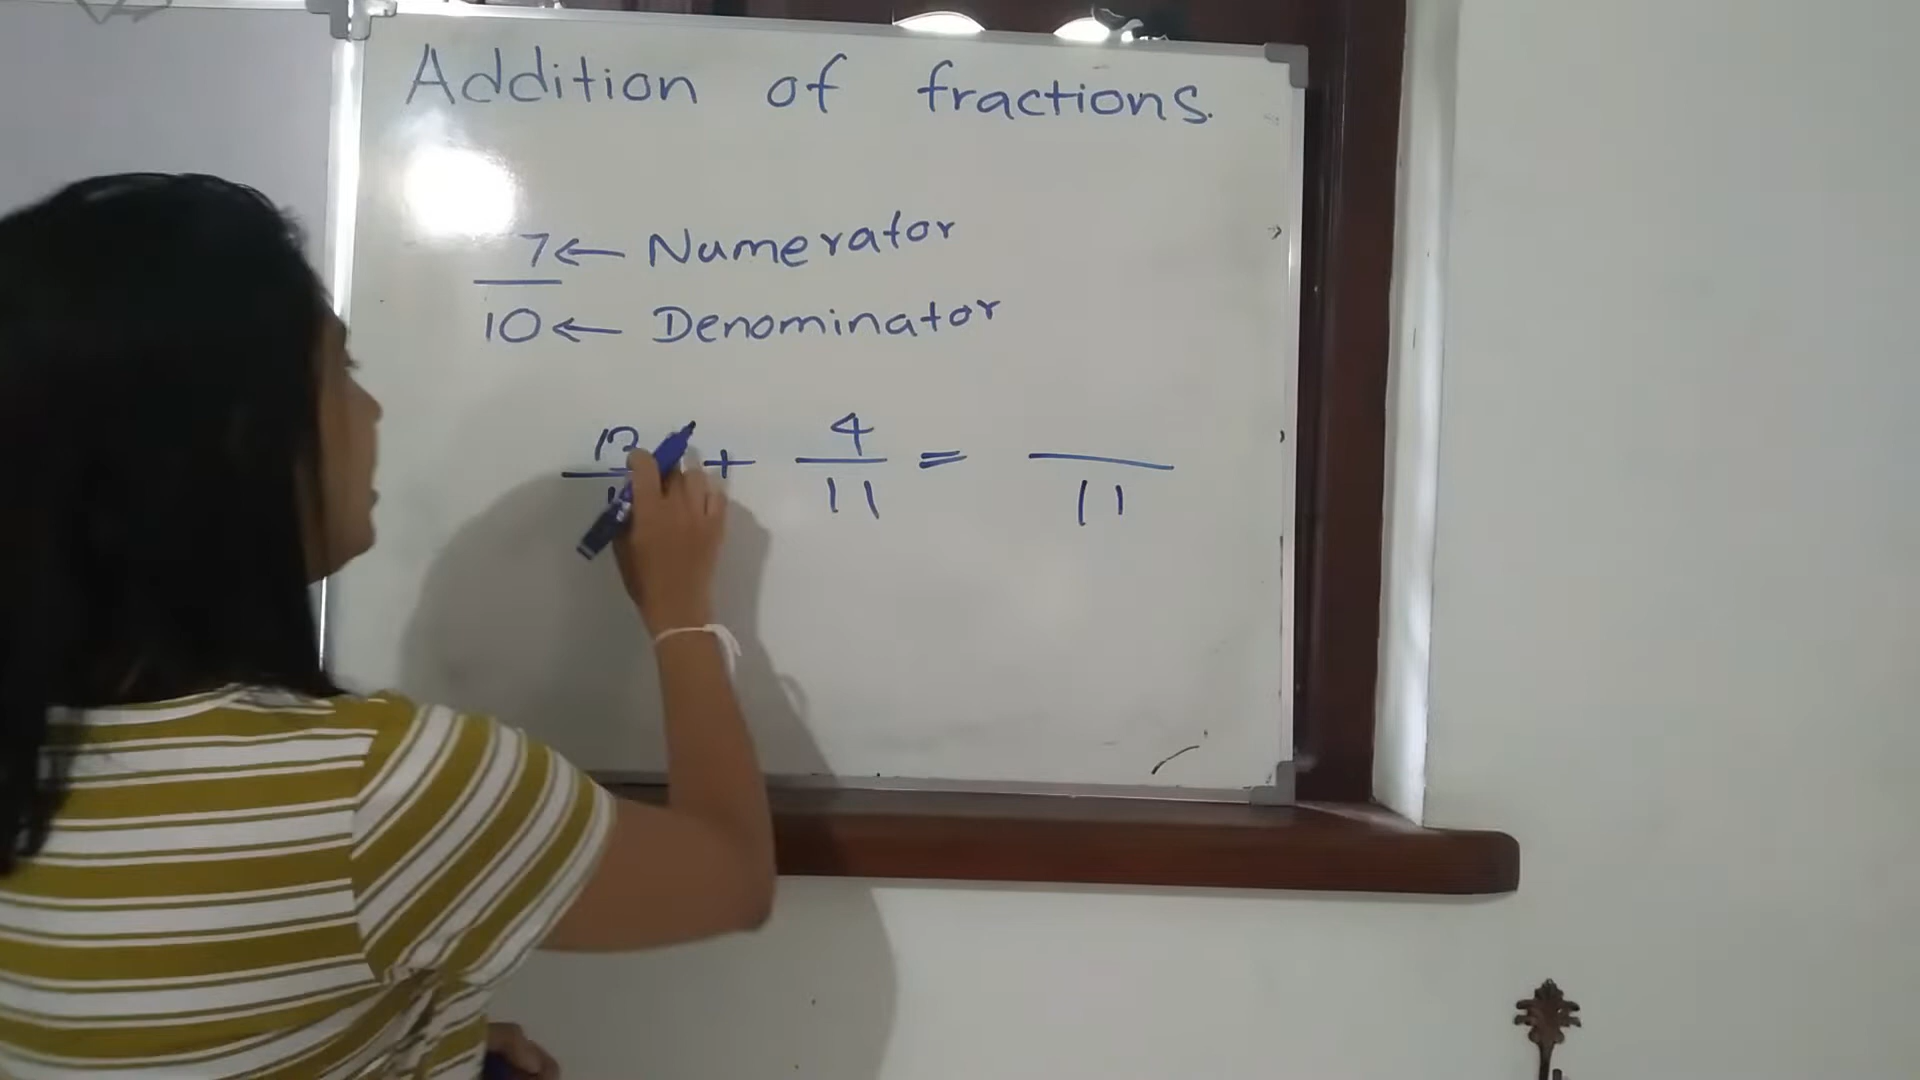 Addition of fractions.
7 ← Numerator
10 ← Denominator
+ 4/11 = /11